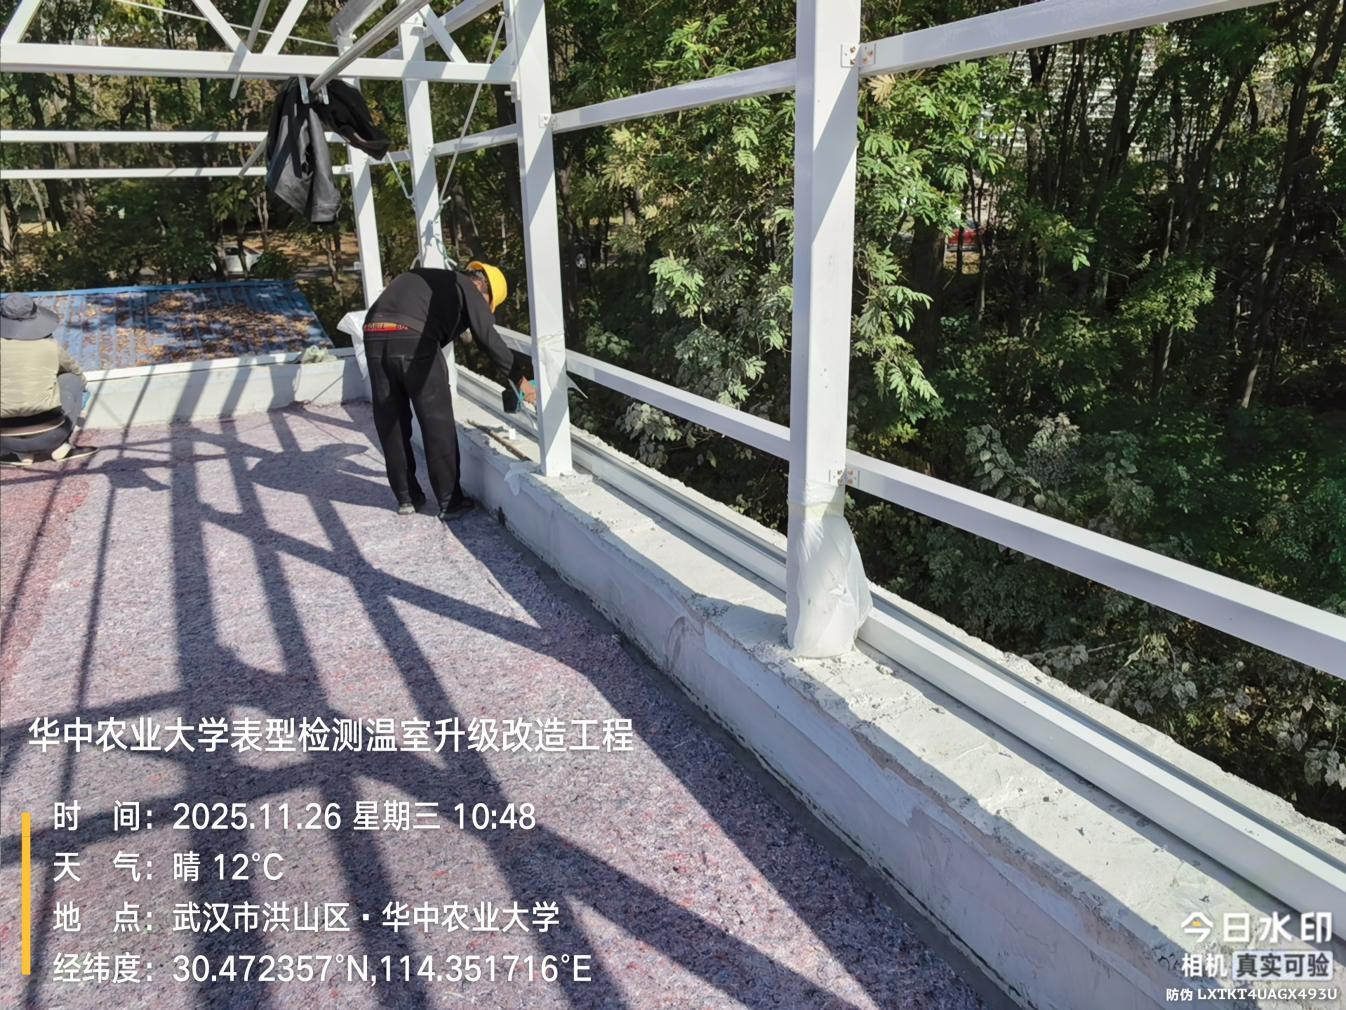 华中农业大学表型检测温室升级改造工程
时 间：2025.11.26 星期三 10:48
天 气：晴 12℃
地 点：武汉市洪山区·华中农业大学
经纬度：30.472357°N,114.351716°E
今日水印
相机 真实可验
防伪 LXTKT4UAGX493U